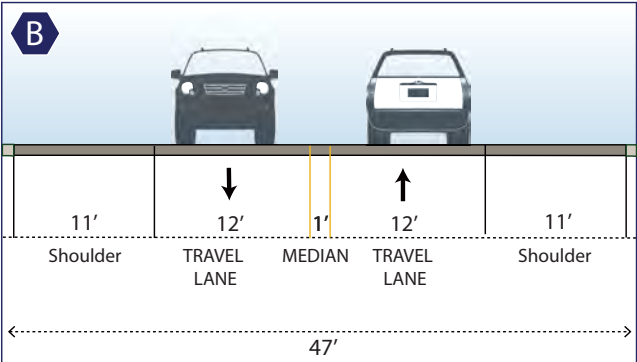 B
11′ 12′ 1′ 12′ 11′
Shoulder TRAVEL MEDIAN TRAVEL Shoulder
LANE LANE
47′